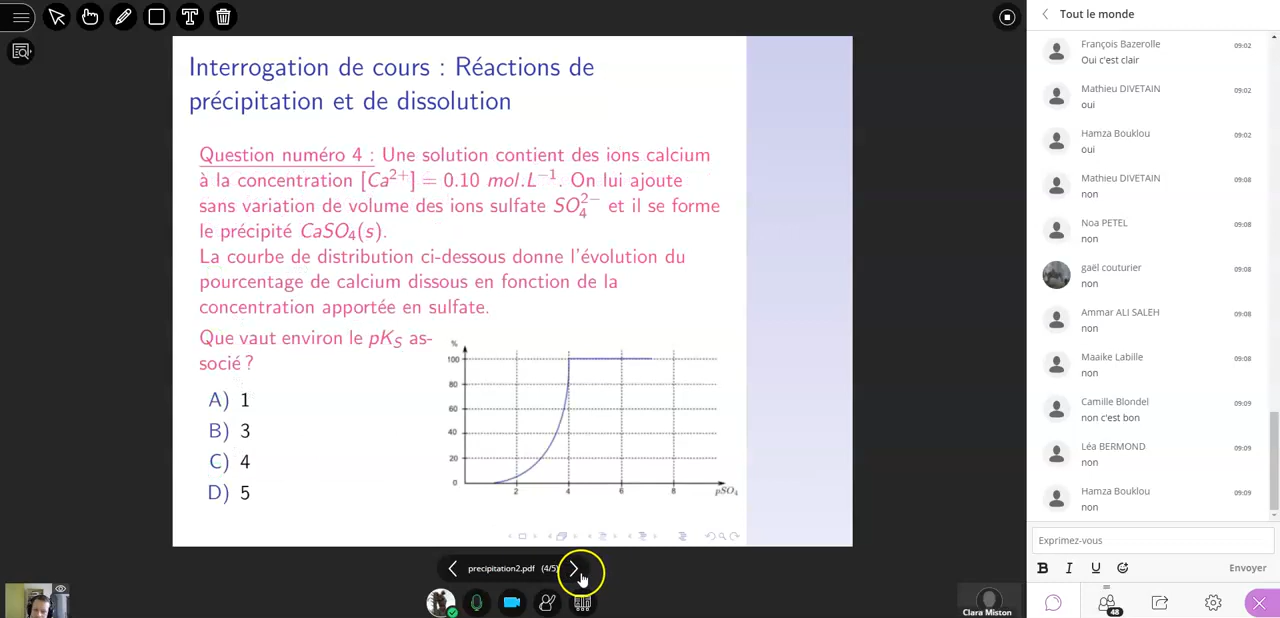 Interrogation de cours : Réactions de
précipitation et de dissolution
Question numéro 4 : Une solution contient des ions calcium
à la concentration [Ca²⁺] = 0.10 mol.L⁻¹. On lui ajoute
sans variation de volume des ions sulfate SO₄²⁻ et il se forme
le précipité CaSO₄(s).
La courbe de distribution ci-dessous donne l'évolution du
pourcentage de calcium dissous en fonction de la
concentration apportée en sulfate.
Que vaut environ le pK_S as-
socié ?
A) 1
B) 3
C) 4
D) 5
%
100
80
60
40
20
0
2
4
6
8
pSO₄
precipitation2.pdf (4/5)
Clara Miston
Tout le monde
François Bazerolle 09:02
Oui c'est clair
Mathieu DIVETAIN 09:02
oui
Hamza Bouklou 09:02
oui
Mathieu DIVETAIN 09:08
non
Noa PETEL 09:08
non
gaël couturier 09:08
non
Ammar ALI SALEH 09:08
non
Maaike Labille 09:08
non
Camille Blondel 09:09
non c'est bon
Léa BERMOND 09:09
non
Hamza Bouklou 09:09
non
Exprimez-vous
B I U Envoyer
48